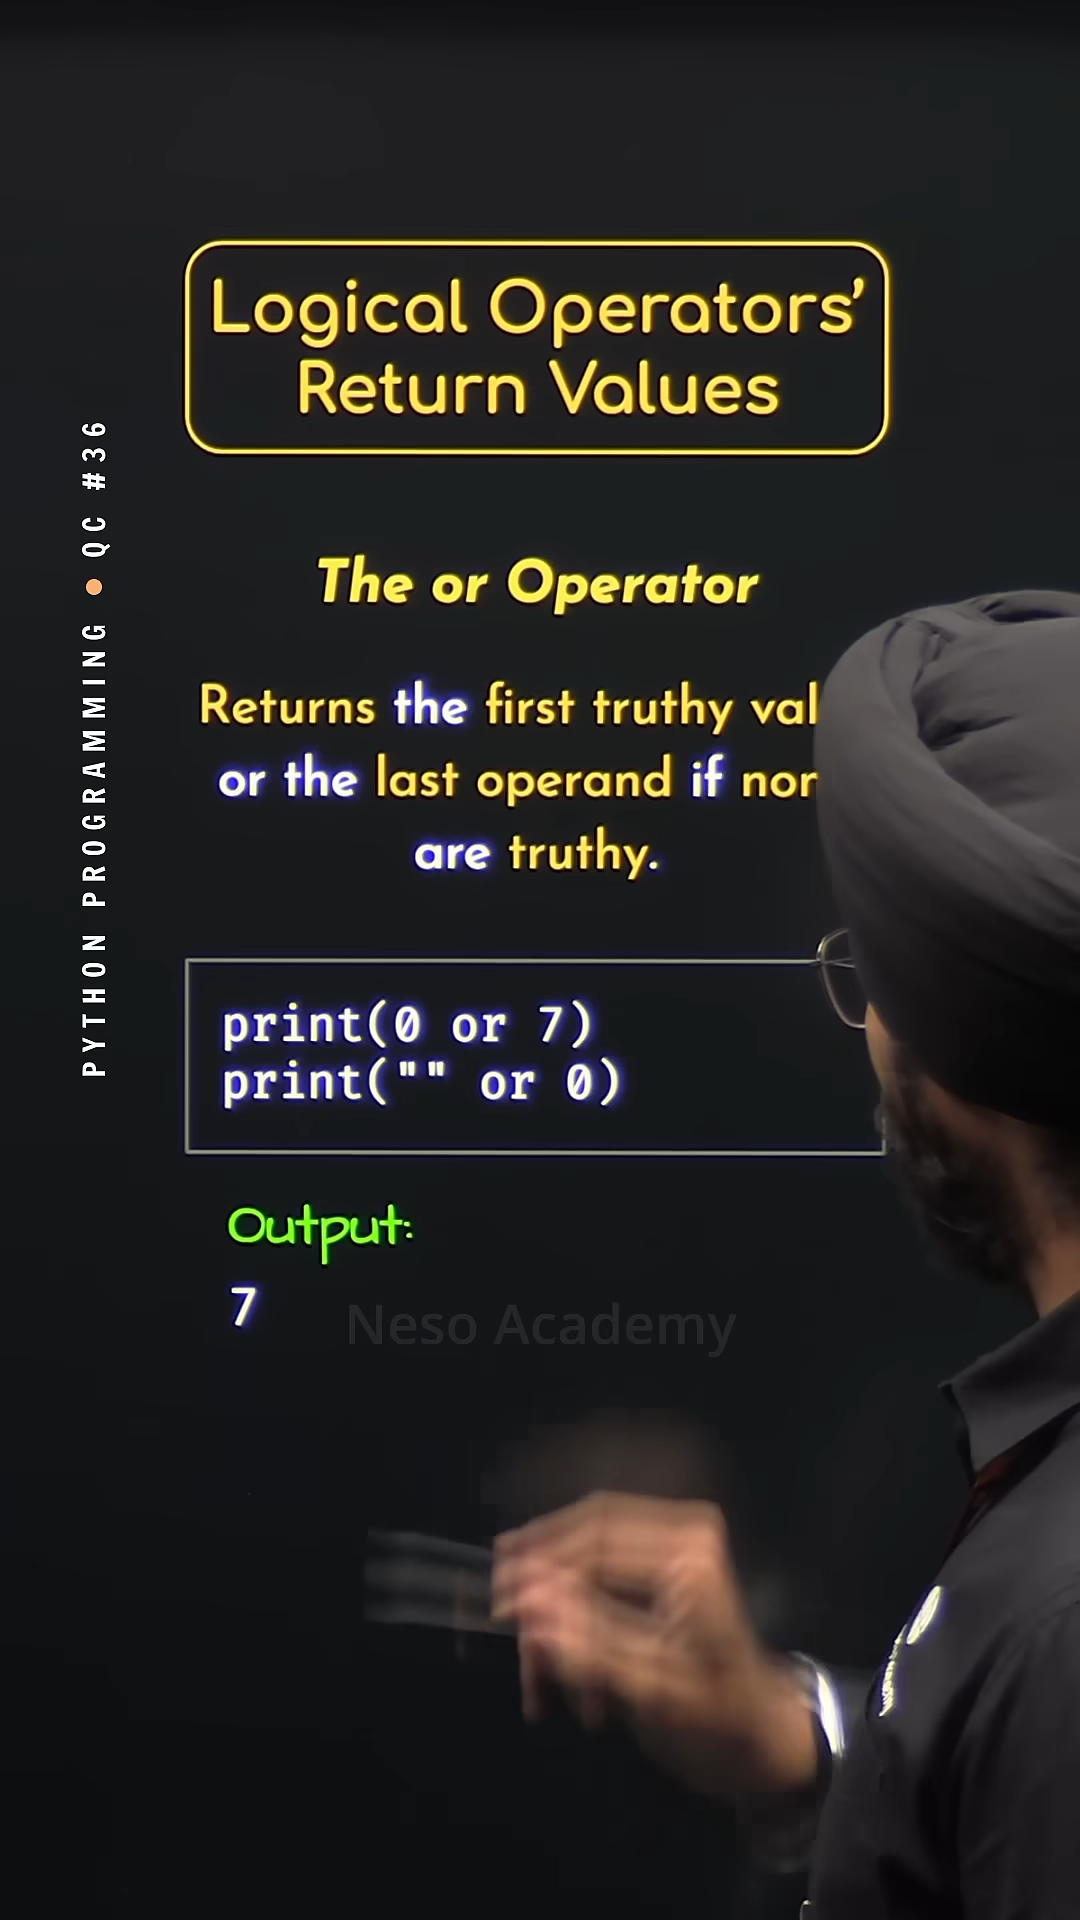 Logical Operators’
Return Values
PYTHON PROGRAMMING • QC #36
The or Operator
Returns the first truthy val
or the last operand if nor
are truthy.
print(0 or 7)
print("" or 0)
Output:
7
Neso Academy